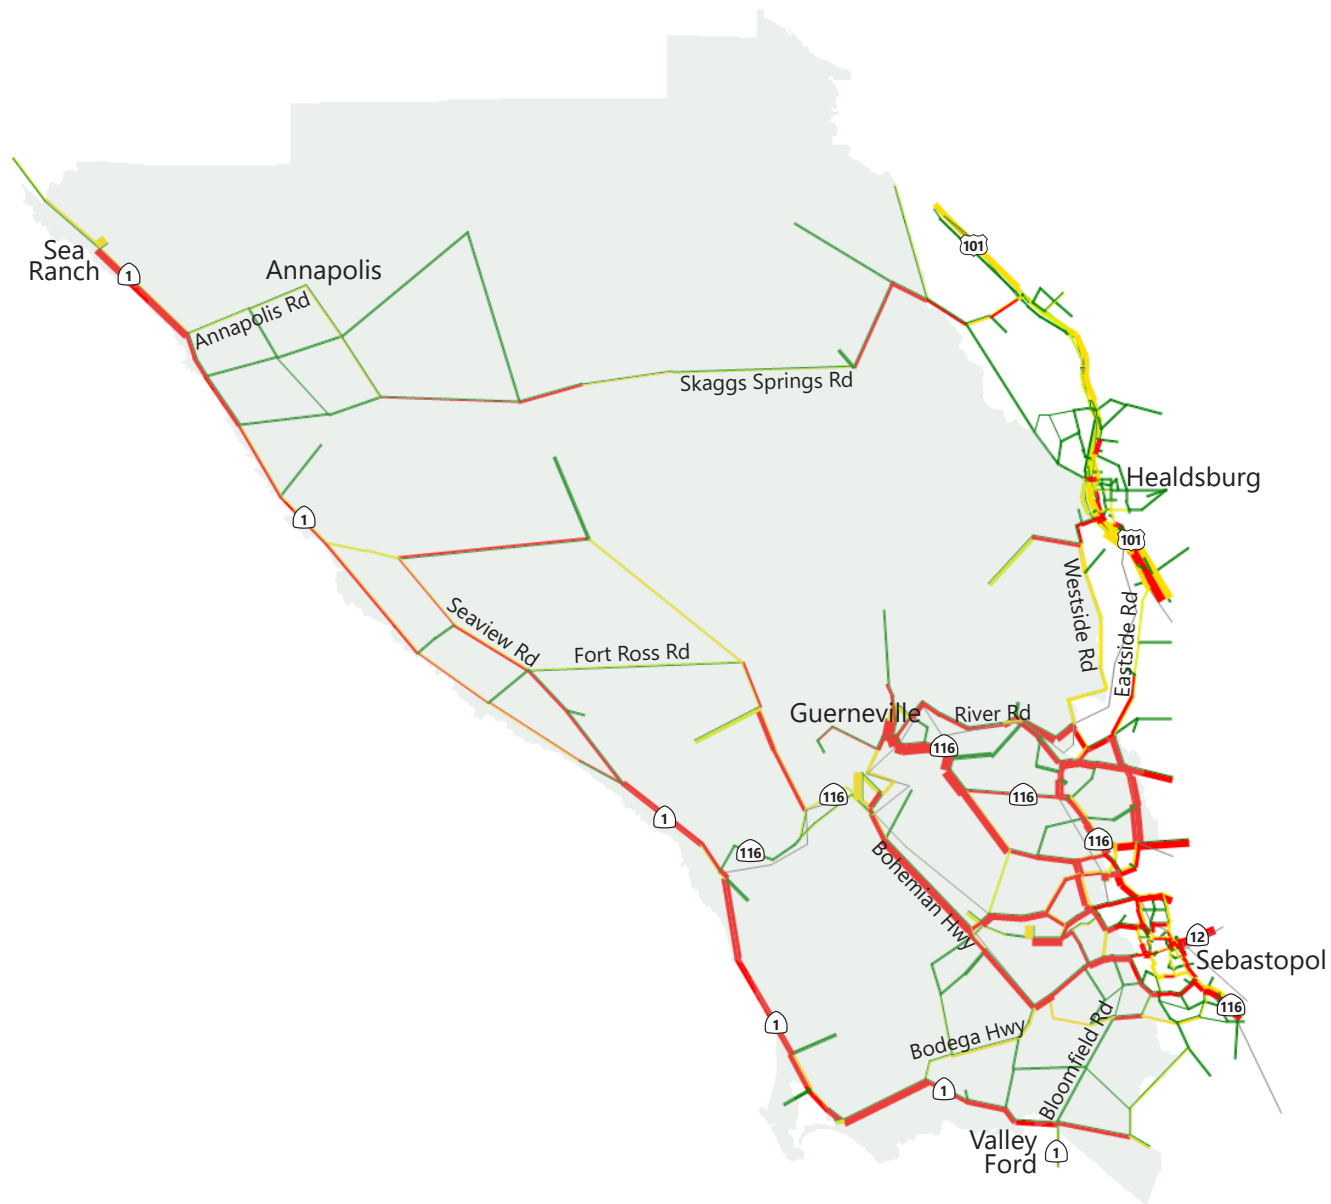 101
Sea
Ranch
1
Annapolis
Annapolis Rd
Skaggs Springs Rd
Healdsburg
1
101
Westside Rd
Eastside Rd
Seaview Rd
Fort Ross Rd
Guerneville
River Rd
116
116
116
1
116
116
Bohemian Hwy
12
Sebastopol
116
1
Bodega Hwy
Bloomfield Rd
1
Valley
Ford
1